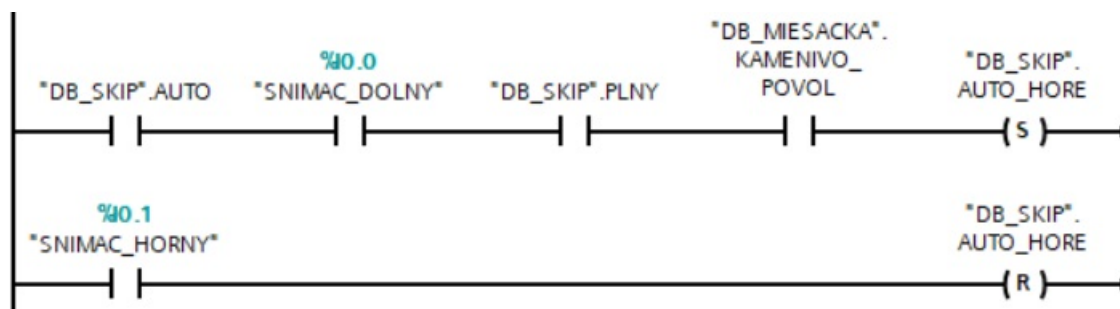 "DB_MIESACKA".
%I0.0
KAMENIVO_
"DB_SKIP".
"DB_SKIP".AUTO
"SNIMAC_DOLNY"
"DB_SKIP".PLNY
POVOL
AUTO_HORE
S
%I0.1
"DB_SKIP".
"SNIMAC_HORNY"
AUTO_HORE
R